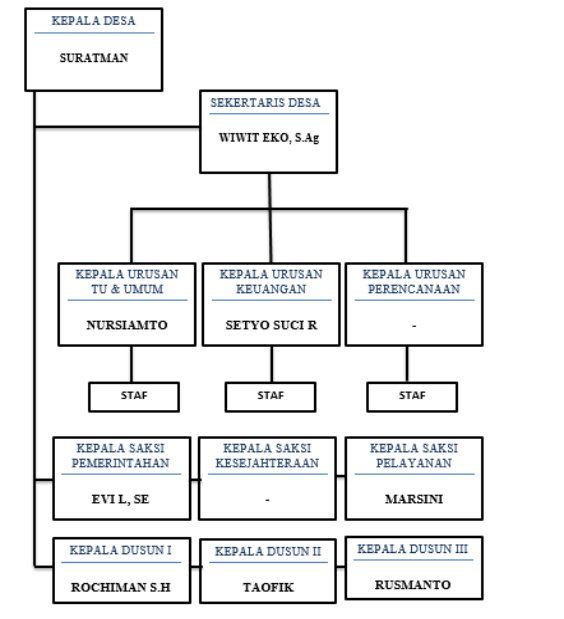 KEPALA DESA
SURATMAN
SEKERTARIS DESA
WIWIT EKO, S.Ag
KEPALA URUSAN
TU & UMUM
NURSIAMTO
KEPALA URUSAN
KEUANGAN
SETYO SUCI R
KEPALA URUSAN
PERENCANAAN
-
STAF
STAF
STAF
KEPALA SAKSI
PEMERINTAHAN
EVI L, SE
KEPALA SAKSI
KESEJAHTERAAN
-
KEPALA SAKSI
PELAYANAN
MARSINI
KEPALA DUSUN I
ROCHIMAN S.H
KEPALA DUSUN II
TAOFIK
KEPALA DUSUN III
RUSMANTO